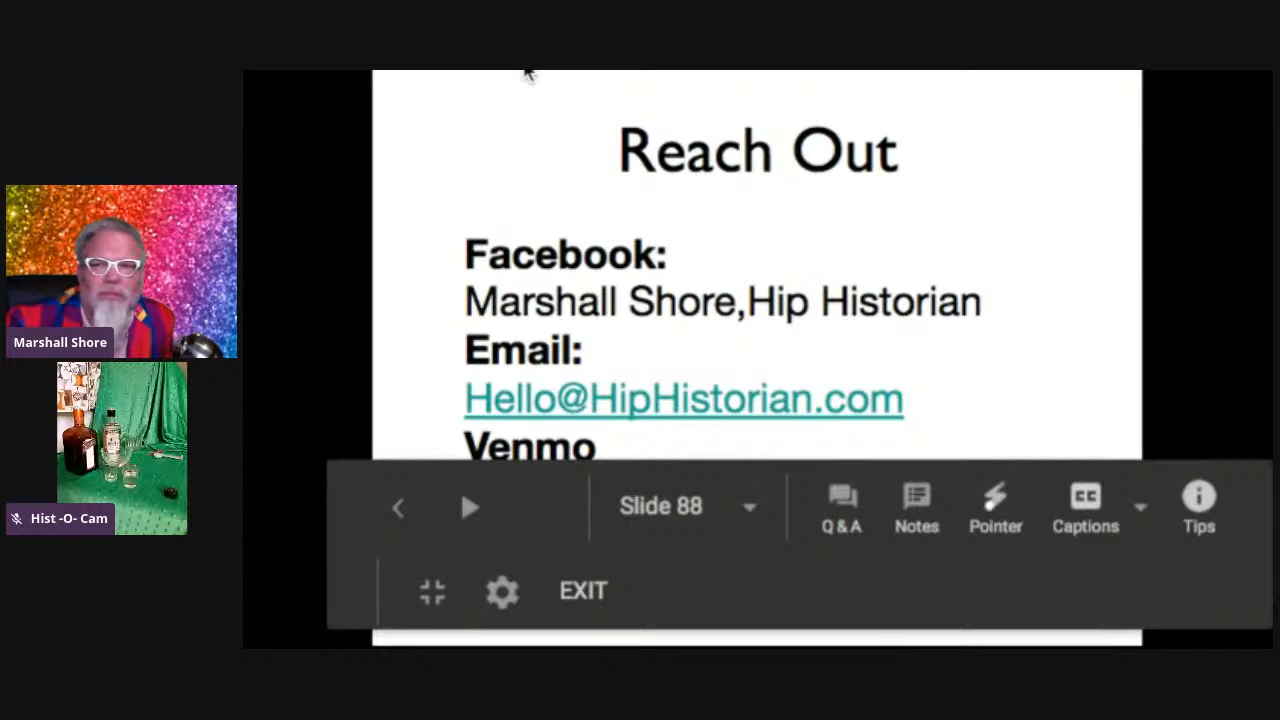 Reach Out
Facebook:
Marshall Shore,Hip Historian
Email:
Hello@HipHistorian.com
Venmo
Marshall Shore
Hist -O- Cam
Slide 88
Q & A
Notes
Pointer
Captions
Tips
EXIT